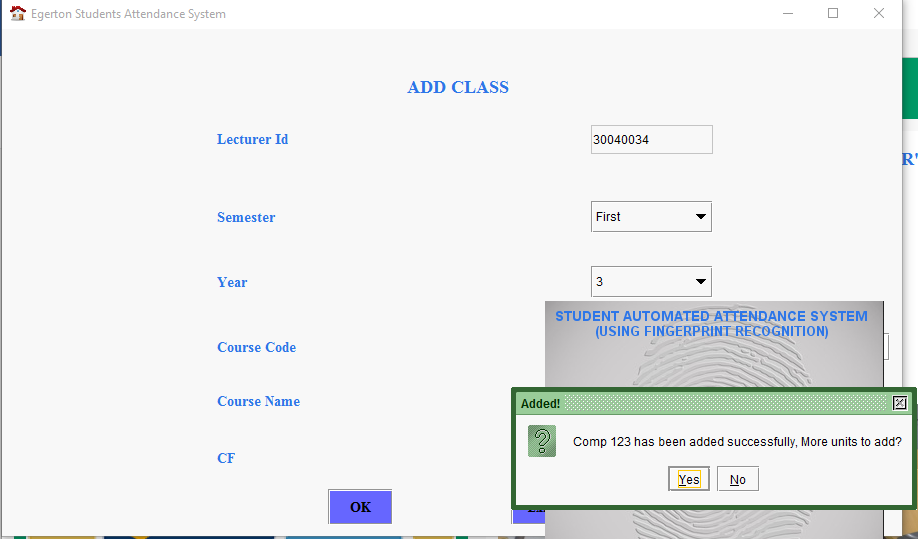 Egerton Students Attendance System
ADD CLASS
R'
Lecturer Id
30040034
Semester
First
Year
3
STUDENT AUTOMATED ATTENDANCE SYSTEM
(USING FINGERPRINT RECOGNITION)
Course Code
Course Name
Added!
Comp 123 has been added successfully, More units to add?
CF
Yes
No
OK